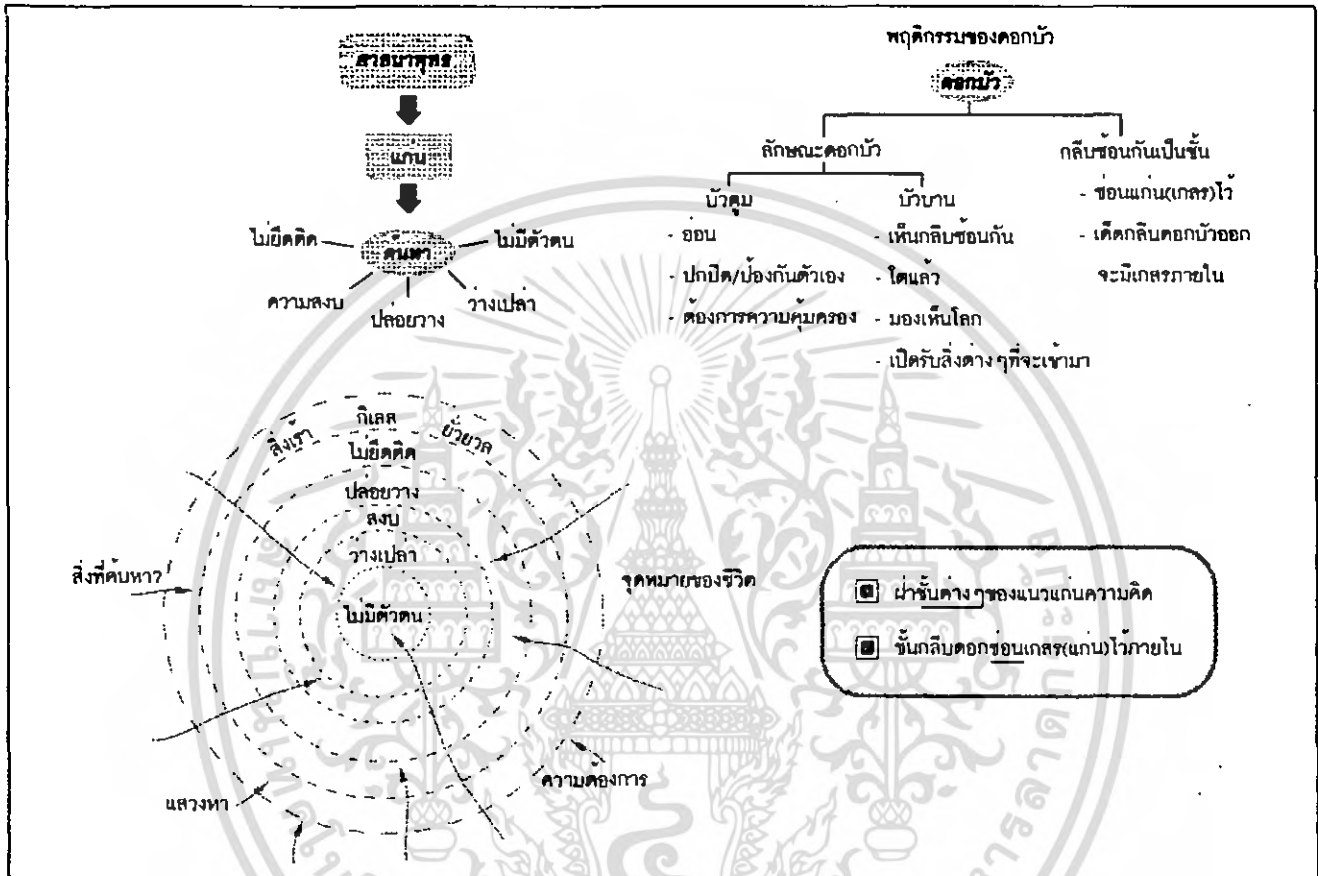 พฤติกรรมของดอกบัว
ดอกบัว
ลักษณะดอกบัว
กลีบซ้อนกันเป็นชั้น
บัวตูม
บัวบาน
- ซ่อนแก่น(เกสร)ไว้
- เด็ดกลีบดอกบัวออก
จะมีเกสรภายใน
- อ่อน
- ปกปิด/ป้องกันตัวเอง
- ต้องการความคุ้มครอง
- เห็นกลีบซ้อนกัน
- โตแล้ว
- มองเห็นโลก
- เปิดรับสิ่งต่างๆที่จะเข้ามา
แก่น
ค้นหา
ไม่ยึดติด
ไม่มีตัวตน
ความสงบ
ปล่อยวาง
ว่างเปล่า
สิ่งเร้า
กิเลส
ยั่วยวล
ไม่ยึดติด
ปล่อยวาง
สงบ
ว่างเปลา
ไม่มีตัวตน
สิ่งที่ค้นหา?
จุดหมายของชีวิต
ความต้องการ
แสวงหา
ฝ่าชั้นต่างๆของแนวแก่นความคิด
ชั้นกลีบดอกซ่อนเกสร(แก่น)ไว้ภายใน